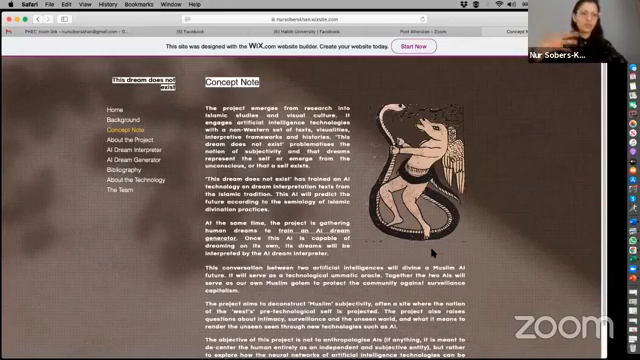 Safari File Edit View History Bookmarks Window Help
nursoberskhan.wixsite.com
(2) Facebook
(2) Habib University | Facebook
Post Attendee - Zoom
Concept Not
This site was designed with the WiX.com website builder. Create your website today. Start Now
Nur Sobers-K...
This dream does not
exist
Home
Background
Concept Note
About the Project
AI Dream Interpreter
AI Dream Generator
Bibliography
About the Technology
The Team
Concept Note
The project emerges from research into
Islamic studies and visual culture. It
engages artificial intelligence technologies
with a non-Western set of texts, visualities,
interpretive frameworks and histories. 'This
dream does not exist' problematises the
notion of subjectivity and that dreams
represent the self or emerge from the
unconscious, or that a self exists.
'This dream does not exist' has trained an AI
technology on dream interpretation texts from
the Islamic tradition. This AI will predict the
future according to the semiology of Islamic
divination practices.
At the same time, the project is gathering
human dreams to train an AI dream
generator. Once this AI is capable of
dreaming on its own, its dreams will be
interpreted by the AI dream interpreter.
This conversation between two artificial intelligences will divine a Muslim AI
future. It will serve as a technological ummatic oracle. Together the two AIs will
serve as our own Muslim golem to protect the community against surveillance
capitalism.
The project aims to deconstruct 'Muslim' subjectivity, often a site where the notion
of the 'west's' pre-technological self is projected. The project also raises
questions about intimacy, surveillance and the unseen world, and what it means to
render the unseen seen through new technologies such as AI.
The objective of this project is not to anthropologise AIs (if anything, it is meant to
de-center the human entirely as an independent and subjective entity), but rather
to explore how the neural networks of artificial intelligence technologies can be
zoom